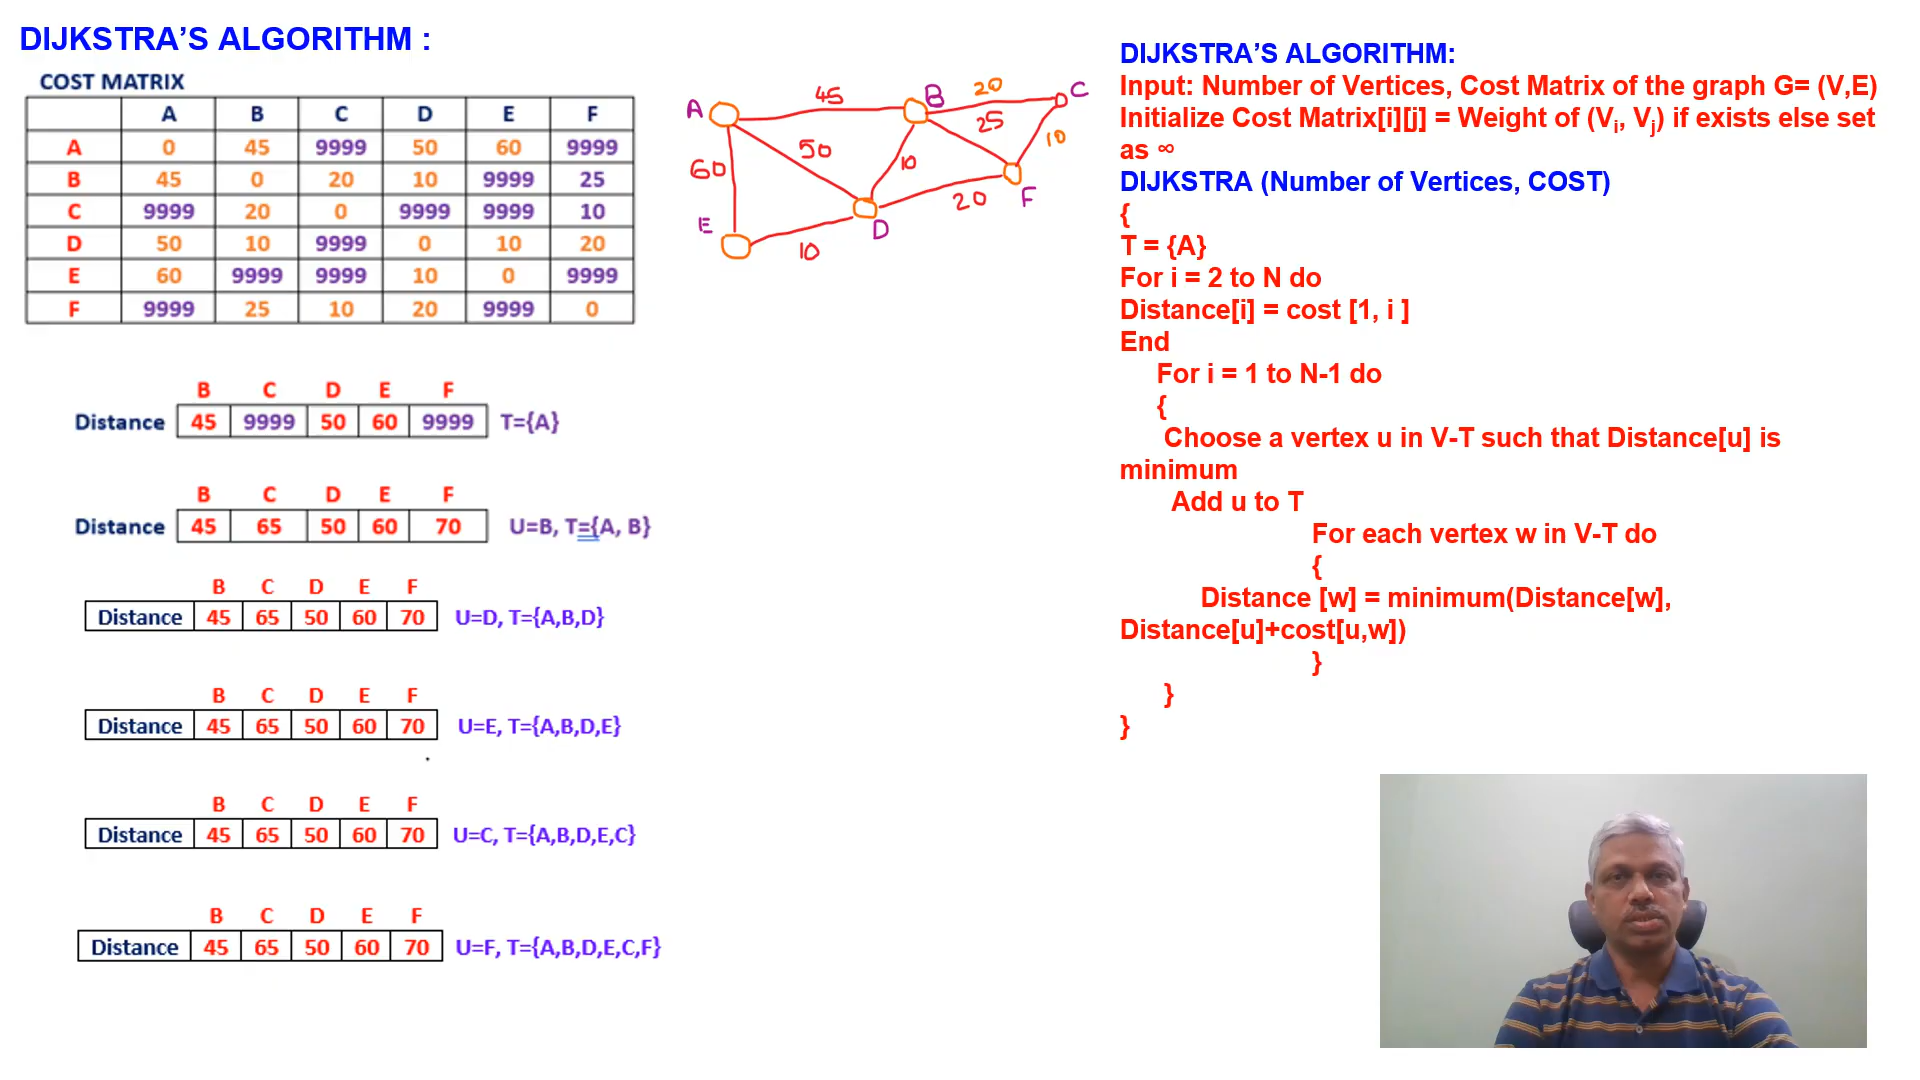 DIJKSTRA’S ALGORITHM :
COST MATRIX
A B C D E F
A 0 45 9999 50 60 9999
B 45 0 20 10 9999 25
C 9999 20 0 9999 9999 10
D 50 10 9999 0 10 20
E 60 9999 9999 10 0 9999
F 9999 25 10 20 9999 0
B C D E F
Distance 45 9999 50 60 9999 T={A}
B C D E F
Distance 45 65 50 60 70 U=B, T={A, B}
B C D E F
Distance 45 65 50 60 70 U=D, T={A,B,D}
B C D E F
Distance 45 65 50 60 70 U=E, T={A,B,D,E}
B C D E F
Distance 45 65 50 60 70 U=C, T={A,B,D,E,C}
B C D E F
Distance 45 65 50 60 70 U=F, T={A,B,D,E,C,F}
A 45 B 20 C
60 50 10 25 10
E 10 D 20 F
DIJKSTRA’S ALGORITHM:
Input: Number of Vertices, Cost Matrix of the graph G= (V,E)
Initialize Cost Matrix[i][j] = Weight of (Vi, Vj) if exists else set
as ∞
DIJKSTRA (Number of Vertices, COST)
{
T = {A}
For i = 2 to N do
Distance[i] = cost [1, i ]
End
For i = 1 to N-1 do
{
Choose a vertex u in V-T such that Distance[u] is
minimum
Add u to T
For each vertex w in V-T do
{
Distance [w] = minimum(Distance[w],
Distance[u]+cost[u,w])
}
}
}